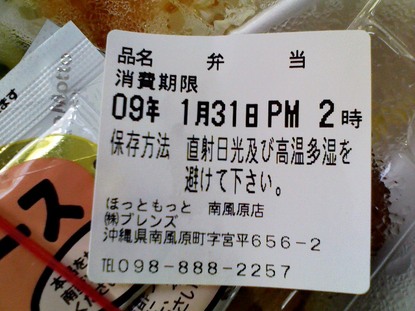 品名 弁当
消費期限
09年 1月31日 PM 2時
保存方法 直射日光及び高温多湿を
避けて下さい。
ほっともっと 南風原店
㈱ブレンズ
沖縄県南風原町字宮平656-2
TEL098-888-2257